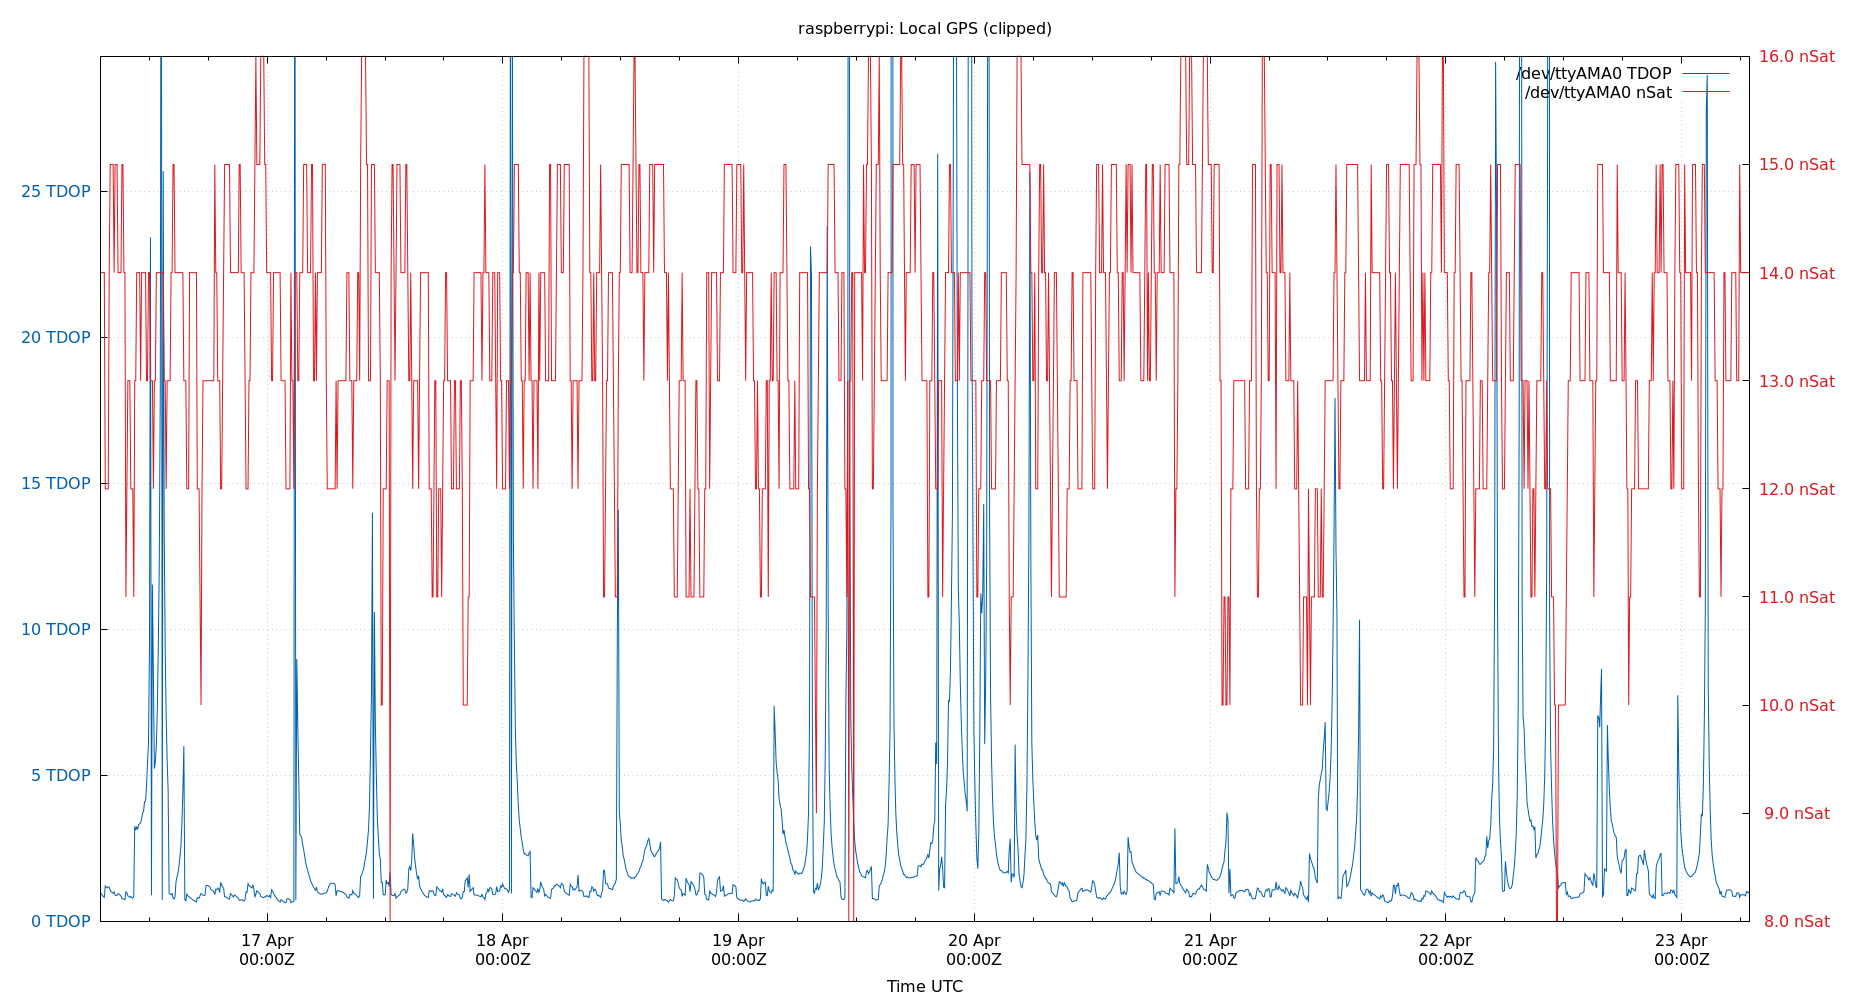 raspberrypi: Local GPS (clipped)
16.0 nSat
/dev/ttyAMA0 TDOP
/dev/ttyAMA0 nSat
15.0 nSat
25 TDOP
14.0 nSat
20 TDOP
13.0 nSat
15 TDOP
12.0 nSat
11.0 nSat
10 TDOP
10.0 nSat
5 TDOP
9.0 nSat
0 TDOP
8.0 nSat
17 Apr
00:00Z
18 Apr
00:00Z
19 Apr
00:00Z
20 Apr
00:00Z
21 Apr
00:00Z
22 Apr
00:00Z
23 Apr
00:00Z
Time UTC